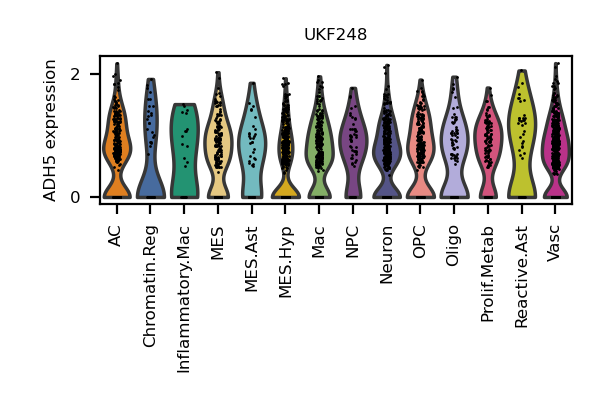 UKF248
ADH5 expression
2
0
AC
Chromatin.Reg
Inflammatory.Mac
MES
MES.Ast
MES.Hyp
Mac
NPC
Neuron
OPC
Oligo
Prolif.Metab
Reactive.Ast
Vasc